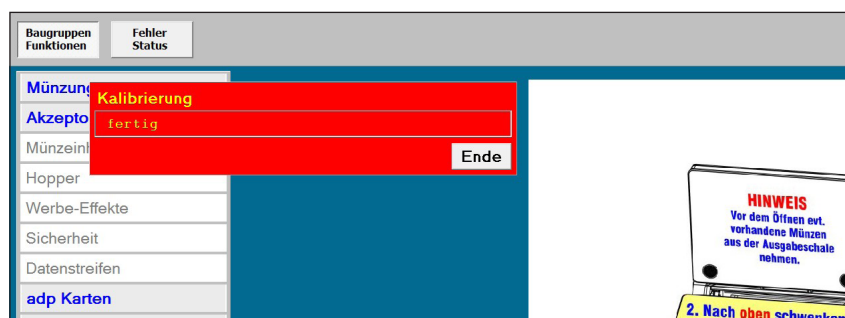 Baugruppen
Funktionen
Fehler
Status
Münzung
Kalibrierung
Akzepto
fertig
Münzein
Ende
Hopper
Werbe-Effekte
Sicherheit
Datenstreifen
adp Karten
HINWEIS
Vor dem Öffnen evt.
vorhandene Münzen
aus der Ausgabeschale
nehmen.
2. Nach oben schwenken